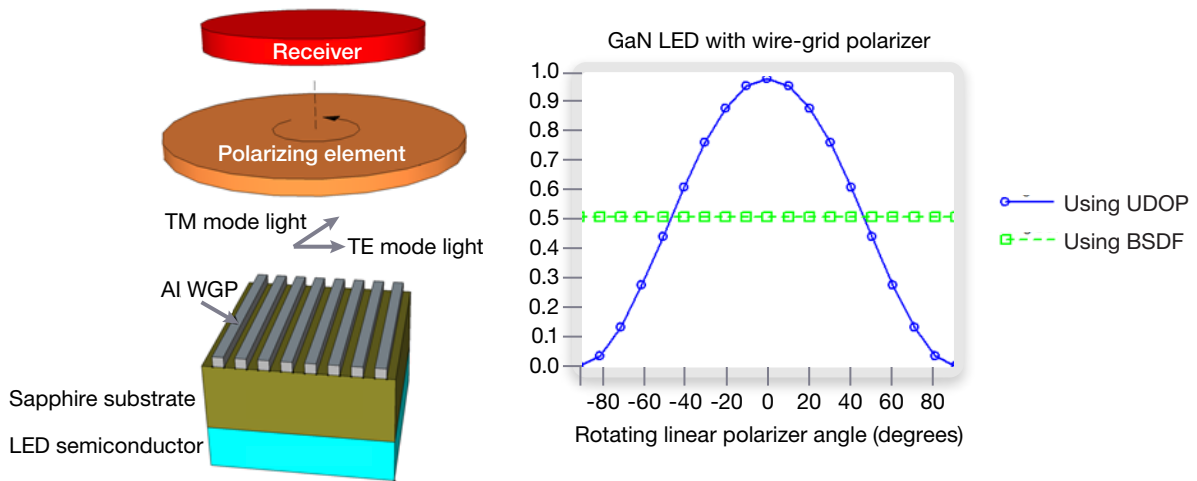 Receiver
Polarizing element
TM mode light
TE mode light
Al WGP
Sapphire substrate
LED semiconductor
GaN LED with wire-grid polarizer
1.0
0.9
0.8
0.7
0.6
0.5
0.4
0.3
0.2
0.1
0.0
-80 -60 -40 -20 0 20 40 60 80
Rotating linear polarizer angle (degrees)
Using UDOP
Using BSDF